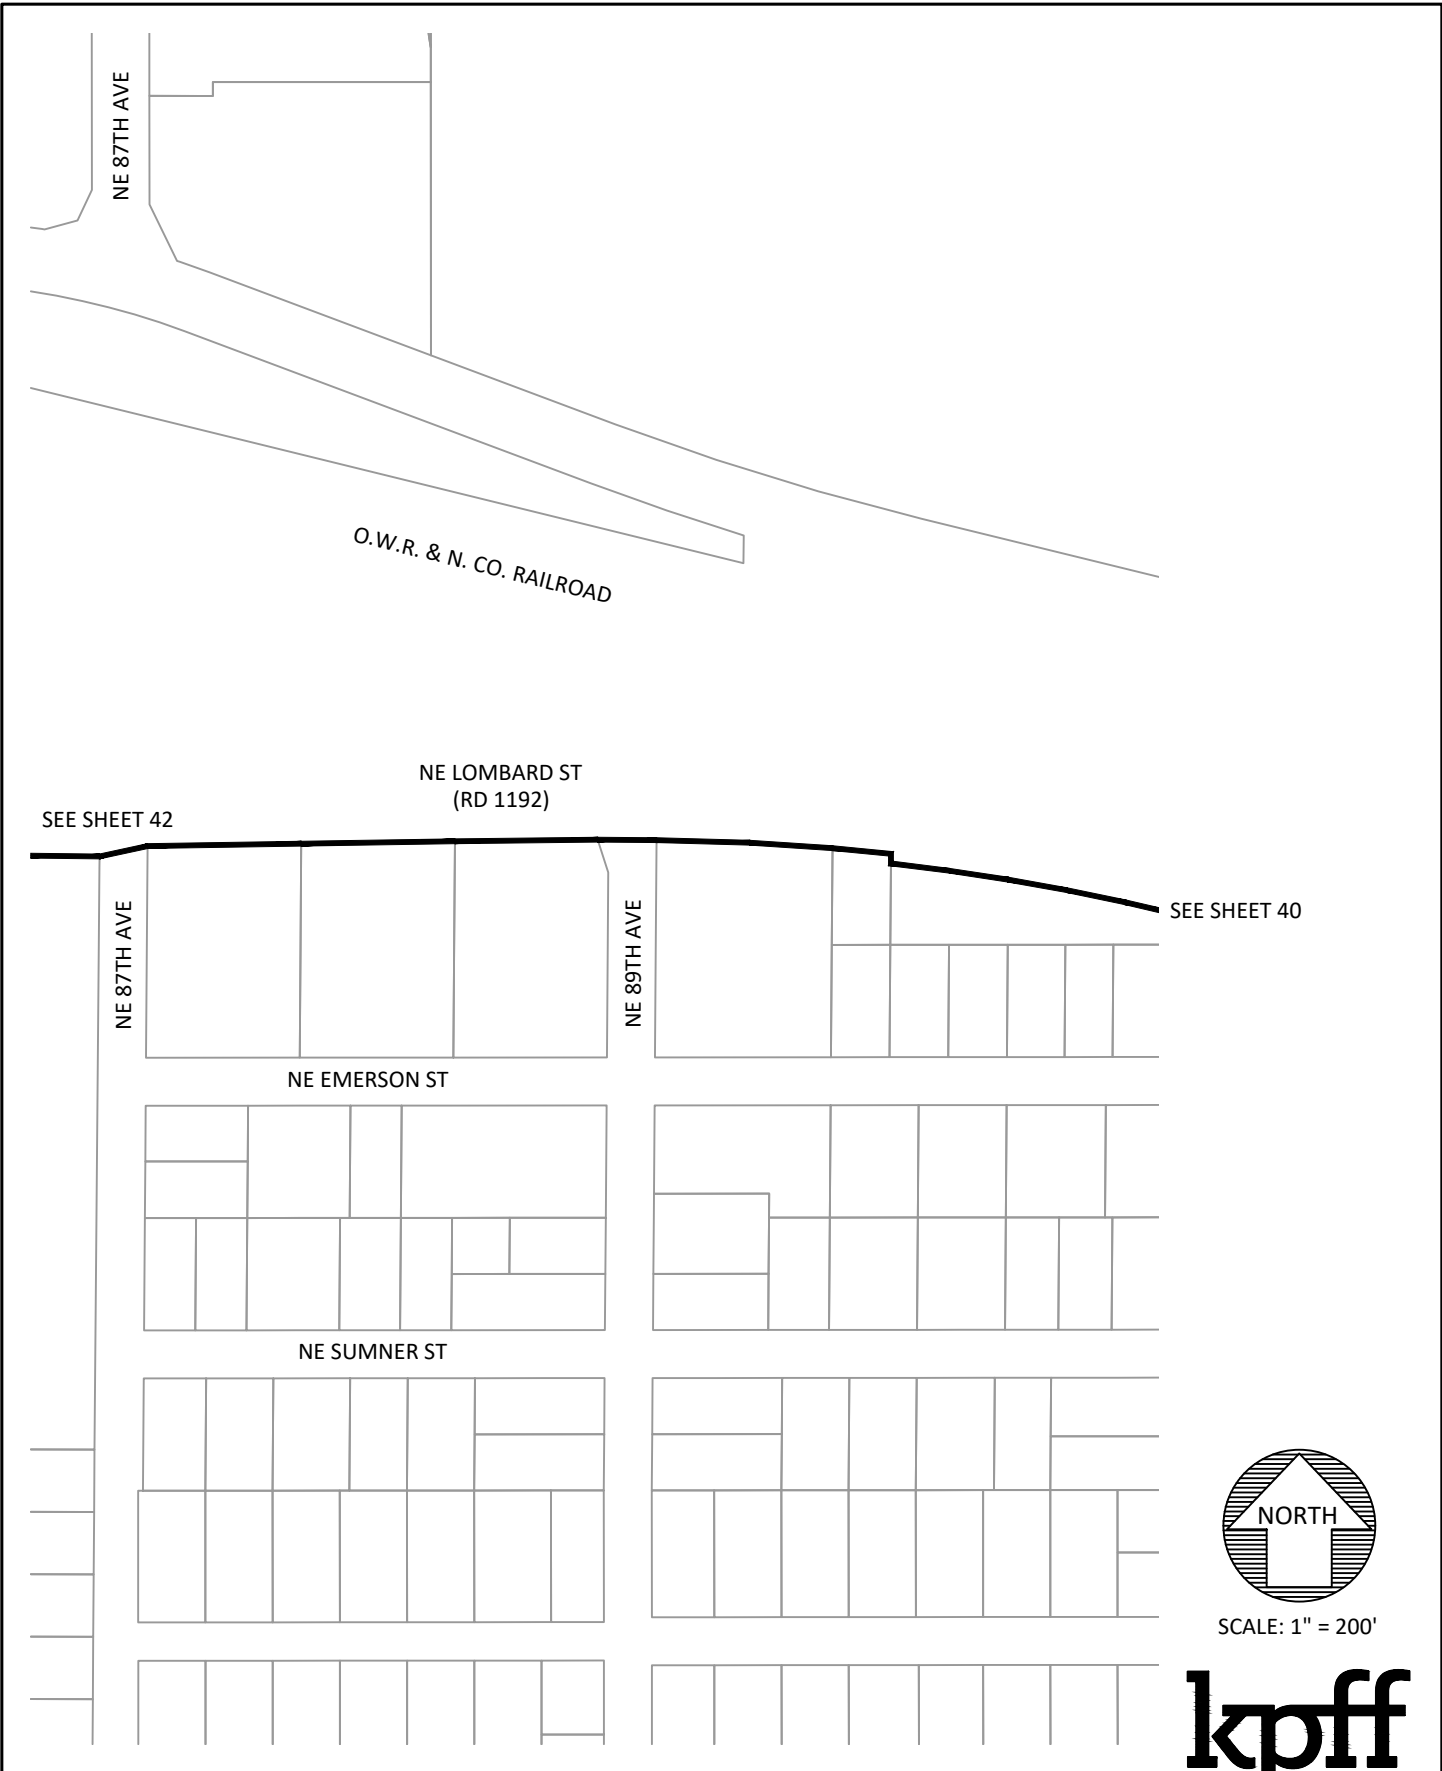 NE 87TH AVE
O.W.R. & N. CO. RAILROAD
NE LOMBARD ST
(RD 1192)
SEE SHEET 42
SEE SHEET 40
NE 87TH AVE
NE 89TH AVE
NE EMERSON ST
NE SUMNER ST
NORTH
SCALE: 1" = 200'
kpff